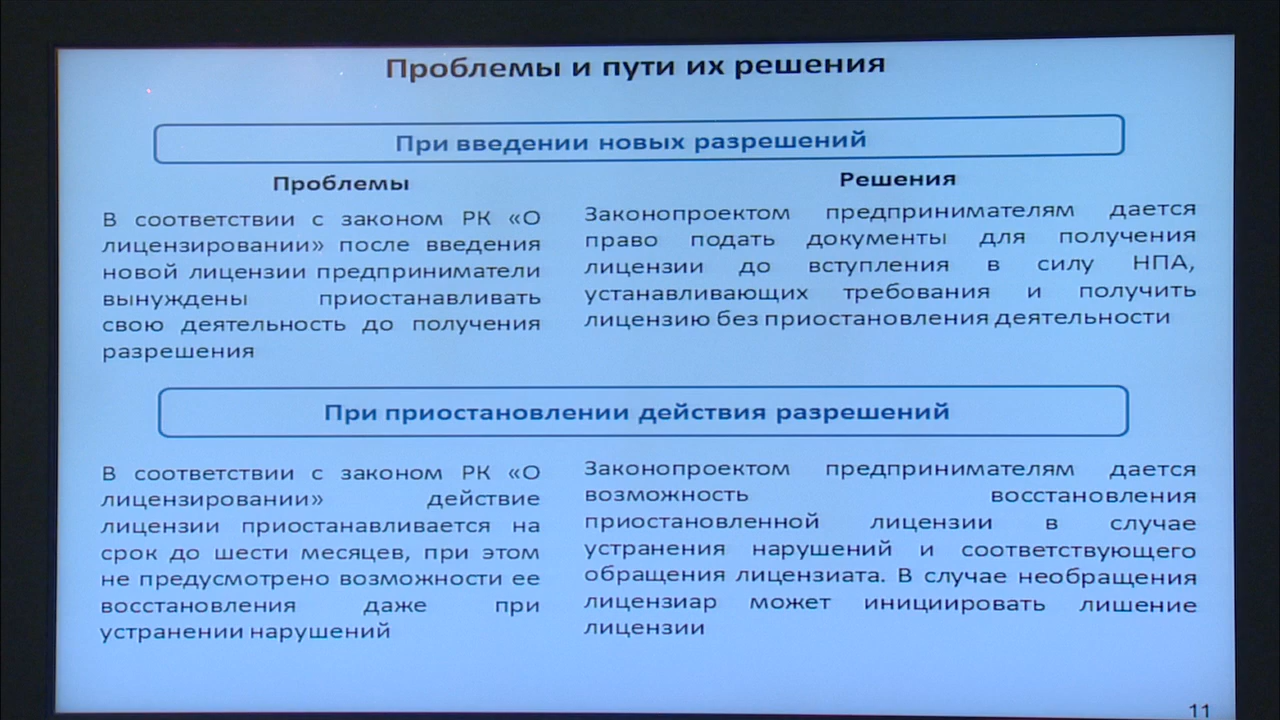 Проблемы и пути их решения
При введении новых разрешений
Проблемы
В соответствии с законом РК «О
лицензировании» после введения
новой лицензии предприниматели
вынуждены приостанавливать
свою деятельность до получения
разрешения
Решения
Законопроектом предпринимателям дается
право подать документы для получения
лицензии до вступления в силу НПА,
устанавливающих требования и получить
лицензию без приостановления деятельности
При приостановлении действия разрешений
В соответствии с законом РК «О
лицензировании» действие
лицензии приостанавливается на
срок до шести месяцев, при этом
не предусмотрено возможности ее
восстановления даже при
устранении нарушений
Законопроектом предпринимателям дается
возможность восстановления
приостановленной лицензии в случае
устранения нарушений и соответствующего
обращения лицензиата. В случае необращения
лицензиар может инициировать лишение
лицензии
11